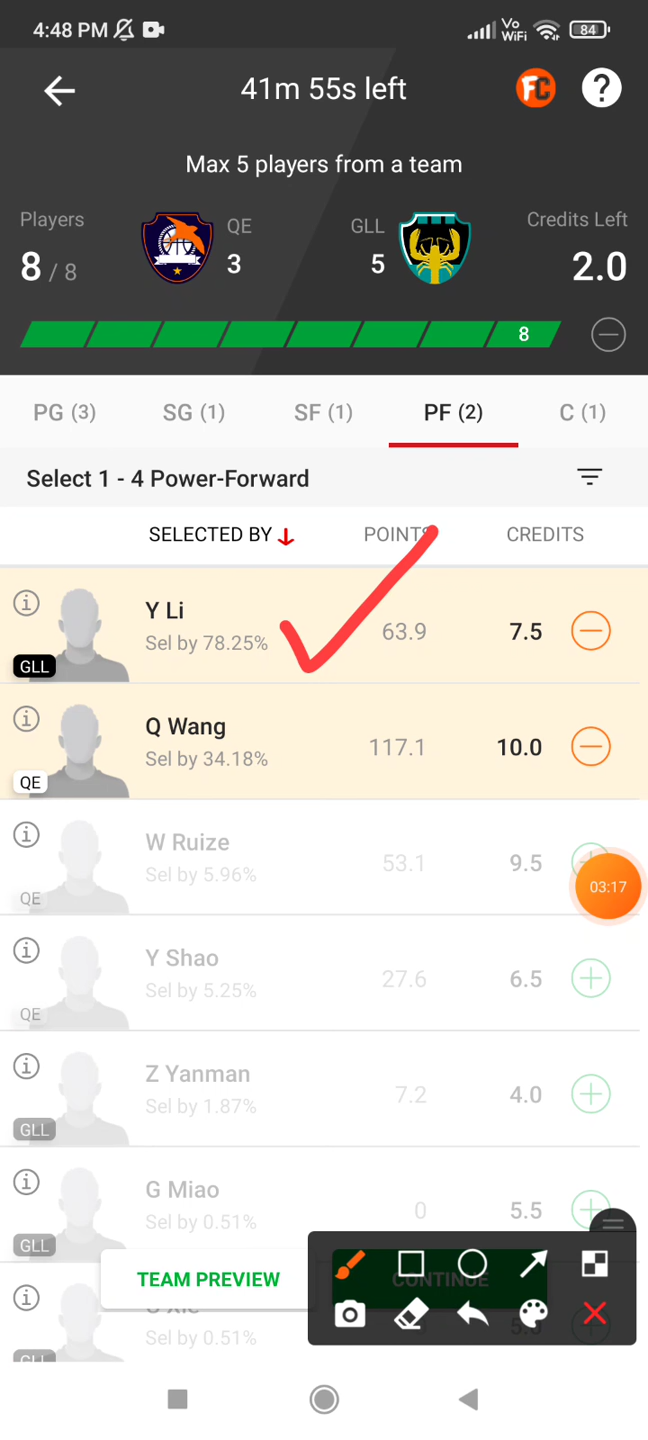 4:48 PM Vo WiFi 84
41m 55s left FC ?
Max 5 players from a team
Players QE GLL Credits Left
8 / 8 3 5 2.0
8
PG (3) SG (1) SF (1) PF (2) C (1)
Select 1 - 4 Power-Forward
SELECTED BY POINTS CREDITS
Y Li
Sel by 78.25% 63.9 7.5
GLL
Q Wang
Sel by 34.18% 117.1 10.0
QE
W Ruize
Sel by 5.96% 53.1 9.5
QE
03:17
Y Shao
Sel by 5.25% 27.6 6.5
QE
Z Yanman
Sel by 1.87% 7.2 4.0
GLL
G Miao
Sel by 0.51% 0 5.5
GLL
TEAM PREVIEW CONTINUE
Sel by 0.51%